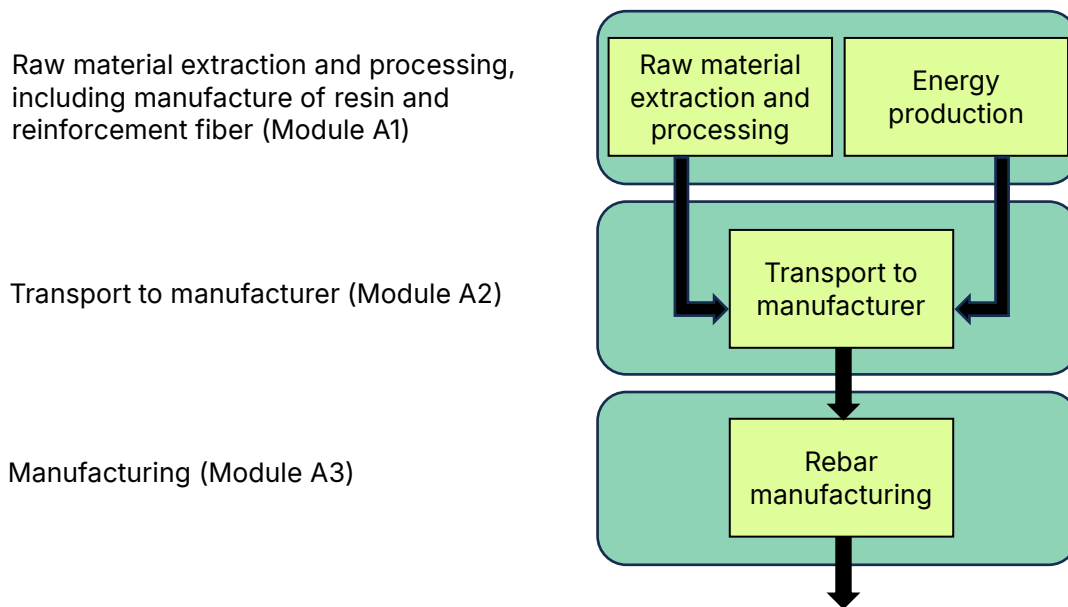 Raw material extraction and processing,
including manufacture of resin and
reinforcement fiber (Module A1)
Raw material
extraction and
processing
Energy
production
Transport to manufacturer (Module A2)
Transport to
manufacturer
Manufacturing (Module A3)
Rebar
manufacturing